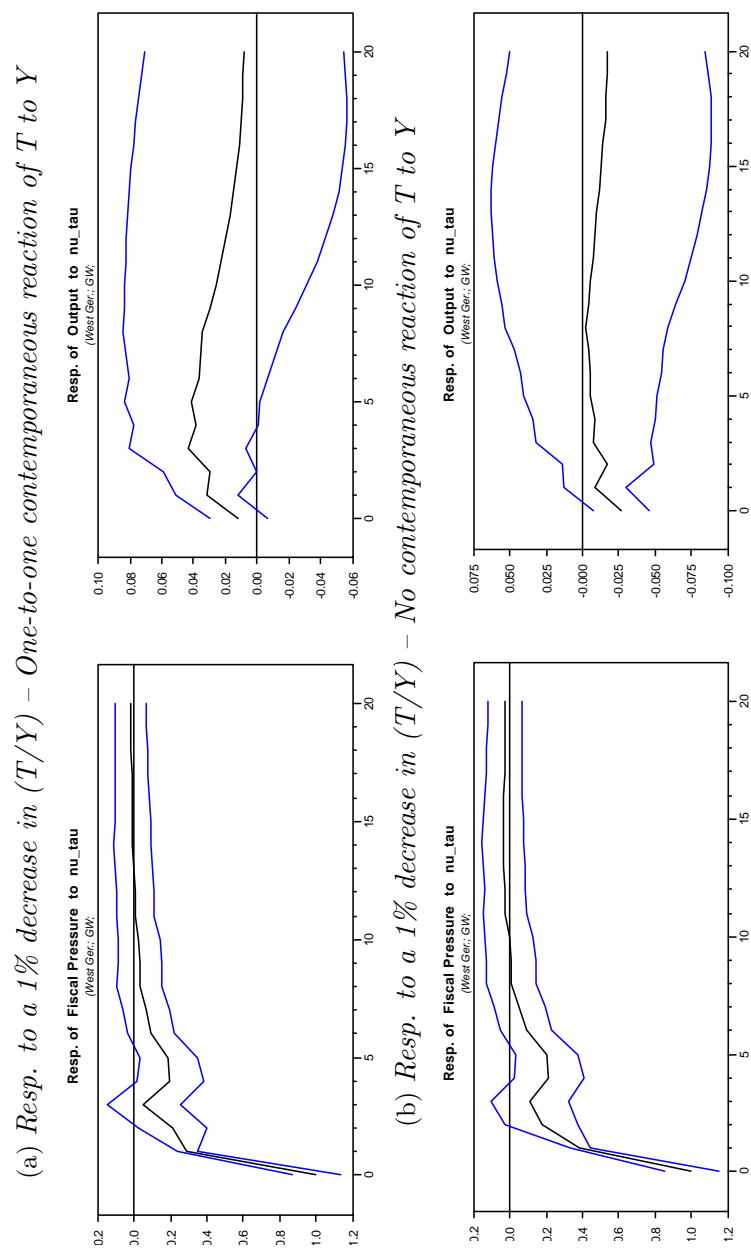 (a) Resp. to a 1% decrease in (T/Y) – One-to-one contemporaneous reaction of T to Y
Resp. of Fiscal Pressure to nu_tau
(West Ger.; GW;
0.2
0.0
0.2
0.4
0.6
0.8
1.0
1.2
0 5 10 15 20
Resp. of Output to nu_tau
(West Ger.; GW;
0.10
0.08
0.06
0.04
0.02
0.00
-0.02
-0.04
-0.06
0 5 10 15 20
(b) Resp. to a 1% decrease in (T/Y) – No contemporaneous reaction of T to Y
Resp. of Fiscal Pressure to nu_tau
(West Ger.; GW;
0.2
0.0
0.2
0.4
0.6
0.8
1.0
1.2
0 5 10 15 20
Resp. of Output to nu_tau
(West Ger.; GW;
0.075
0.050
0.025
-0.000
-0.025
-0.050
-0.075
-0.100
0 5 10 15 20